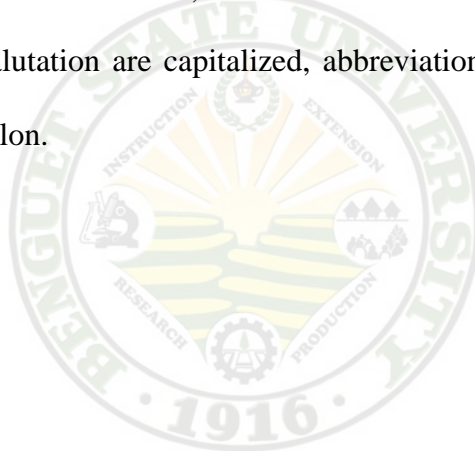 alutation are capitalized, abbreviation
lon.
BENGUET STATE UNIVERSITY
INSTRUCTION
EXTENSION
RESEARCH
PRODUCTION
· 1916 ·